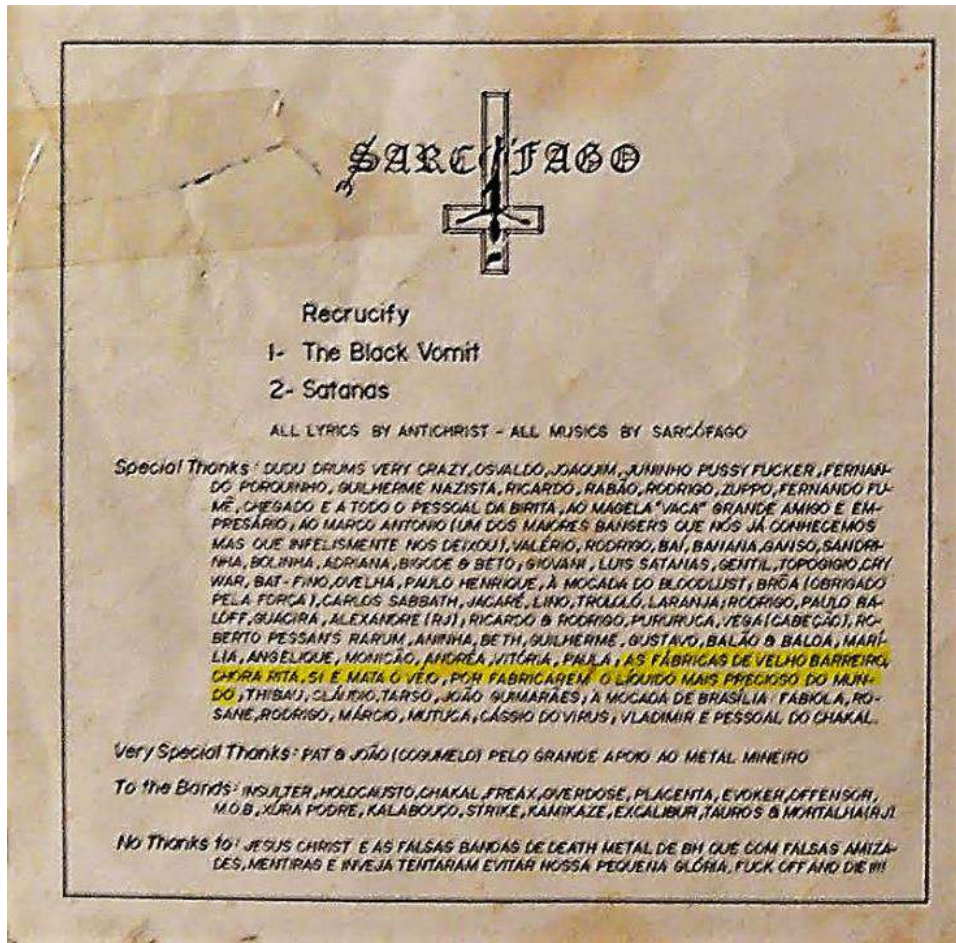 SARCÓFAGO
Recrucify
1- The Black Vomit
2- Satanas
ALL LYRICS BY ANTICHRIST - ALL MUSICS BY SARCÓFAGO
Special Thanks: DUDU DRUMS VERY CRAZY, OSVALDO, JOAQUIM, JUNINHO PUSSY FUCKER, FERNAN-
DO PORQUINHO, GUILHERME NAZISTA, RICARDO, RABÃO, RODRIGO, ZUPPO, FERNANDO FU-
MÊ, CHEGADO E A TODO O PESSOAL DA BIRITA, AO MAGELA "VACA" GRANDE AMIGO E EM-
PRESÁRIO; AO MARCO ANTONIO (UM DOS MAIORES BANGERS QUE NÓS JÁ CONHECEMOS
MAS QUE INFELISMENTE NOS DEIXOU), VALÉRIO, RODRIGO, BAÍ, BANANA, GANSO, SANDRI-
NHA, BOLINHA, ADRIANA, BIGODE & BETO; GIOVANI, LUIS SATANAS, GENTIL, TOPOGIGIO, CRY
WAR, BAT-FINO, OVELHA, PAULO HENRIQUE, À MOCADA DO BLOODLUST; BRÔA (OBRIGADO
PELA FORÇA), CARLOS SABBATH, JACARÉ, LINO, TROLOLÓ, LARANJA; RODRIGO, PAULO BA-
LOFF, GUACIRA, ALEXANDRE (RJ); RICARDO & RODRIGO, PURURUCA, VEGA (CABEÇÃO), RO-
BERTO PESSAN'S RARUM, ANINHA, BETH, GUILHERME, GUSTAVO, BALÃO & BALOA, MARÍ-
LIA, ANGELIQUE, MONICÃO, ANDRÉA, VITÓRIA, PAULA; AS FÁBRICAS DE VELHO BARREIRO,
CHORA RITA, SI É MATA O VÉIO, POR FABRICAREM O LÍQUIDO MAIS PRECIOSO DO MUN-
DO; THIBAU, CLÁUDIO, TARSO, JOÃO GUIMARÃES; A MOCADA DE BRASÍLIA FABIOLA, RO-
SANE, RODRIGO, MÁRCIO, MUTUCA, CÁSSIO DO VIRUS; VLADIMIR E PESSOAL DO CHAKAL.
Very Special Thanks: PAT & JOÃO (COGUMELO) PELO GRANDE APOIO AO METAL MINEIRO
To the Bands: INSULTER, HOLOCAUSTO, CHAKAL, FREAX, OVERDOSE, PLACENTA, EVOKER, OFFENSOR,
M.O.B, XURA PODRE, KALABOUÇO, STRIKE, KAMIKAZE, EXCALIBUR, TAUROS & MORTALHA (RJ)
No Thanks to: JESUS CHRIST E AS FALSAS BANDAS DE DEATH METAL DE BH QUE COM FALSAS AMIZA-
DES, MENTIRAS E INVEJA TENTARAM EVITAR NOSSA PEQUENA GLÓRIA, FUCK OFF AND DIE !!!!